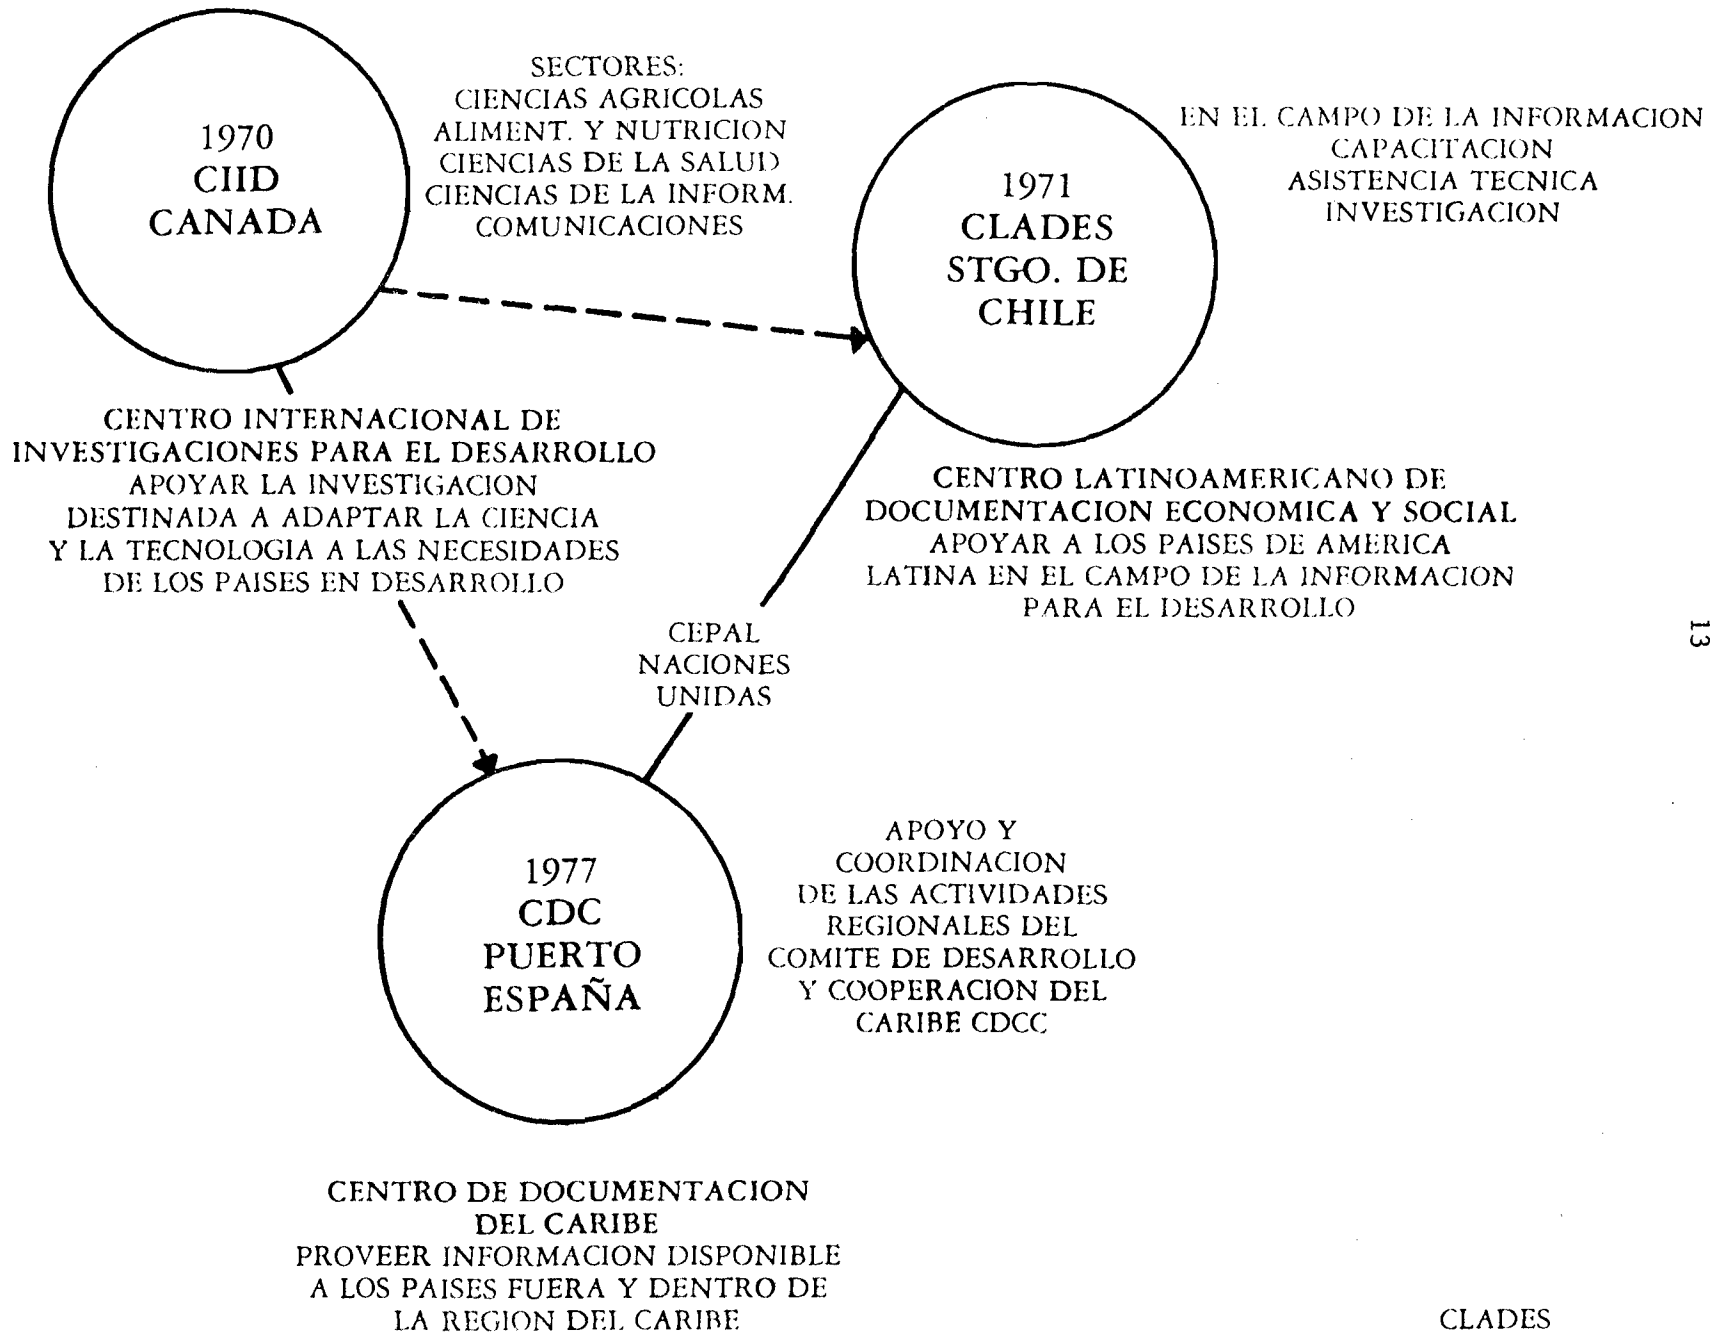 1970
CIID
CANADA
SECTORES:
CIENCIAS AGRICOLAS
ALIMENT. Y NUTRICION
CIENCIAS DE LA SALUD
CIENCIAS DE LA INFORM.
COMUNICACIONES
1971
CLADES
STGO. DE
CHILE
EN EL CAMPO DE LA INFORMACION
CAPACITACION
ASISTENCIA TECNICA
INVESTIGACION
CENTRO INTERNACIONAL DE
INVESTIGACIONES PARA EL DESARROLLO
APOYAR LA INVESTIGACION
DESTINADA A ADAPTAR LA CIENCIA
Y LA TECNOLOGIA A LAS NECESIDADES
DE LOS PAISES EN DESARROLLO
CENTRO LATINOAMERICANO DE
DOCUMENTACION ECONOMICA Y SOCIAL
APOYAR A LOS PAISES DE AMERICA
LATINA EN EL CAMPO DE LA INFORMACION
PARA EL DESARROLLO
13
CEPAL
NACIONES
UNIDAS
1977
CDC
PUERTO
ESPAÑA
APOYO Y
COORDINACION
DE LAS ACTIVIDADES
REGIONALES DEL
COMITE DE DESARROLLO
Y COOPERACION DEL
CARIBE CDCC
CENTRO DE DOCUMENTACION
DEL CARIBE
PROVEER INFORMACION DISPONIBLE
A LOS PAISES FUERA Y DENTRO DE
LA REGION DEL CARIBE
CLADES